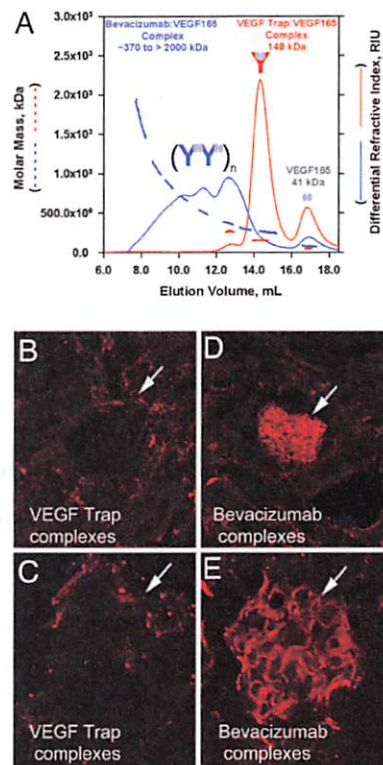 A
Bevacizumab:VEGF165
Complex
~370 to > 2000 kDa
VEGF Trap:VEGF165
Complex
148 kDa
VEGF165
41 kDa
n
3.0x10³
2.5x10³
2.0x10³
1.5x10³
1.0x10³
500.0x10⁰
0.0
6.0 8.0 10.0 12.0 14.0 16.0 18.0
Elution Volume, mL
Molar Mass, kDa
Differential Refractive Index, RIU
B
VEGF Trap
complexes
D
Bevacizumab
complexes
C
VEGF Trap
complexes
E
Bevacizumab
complexes